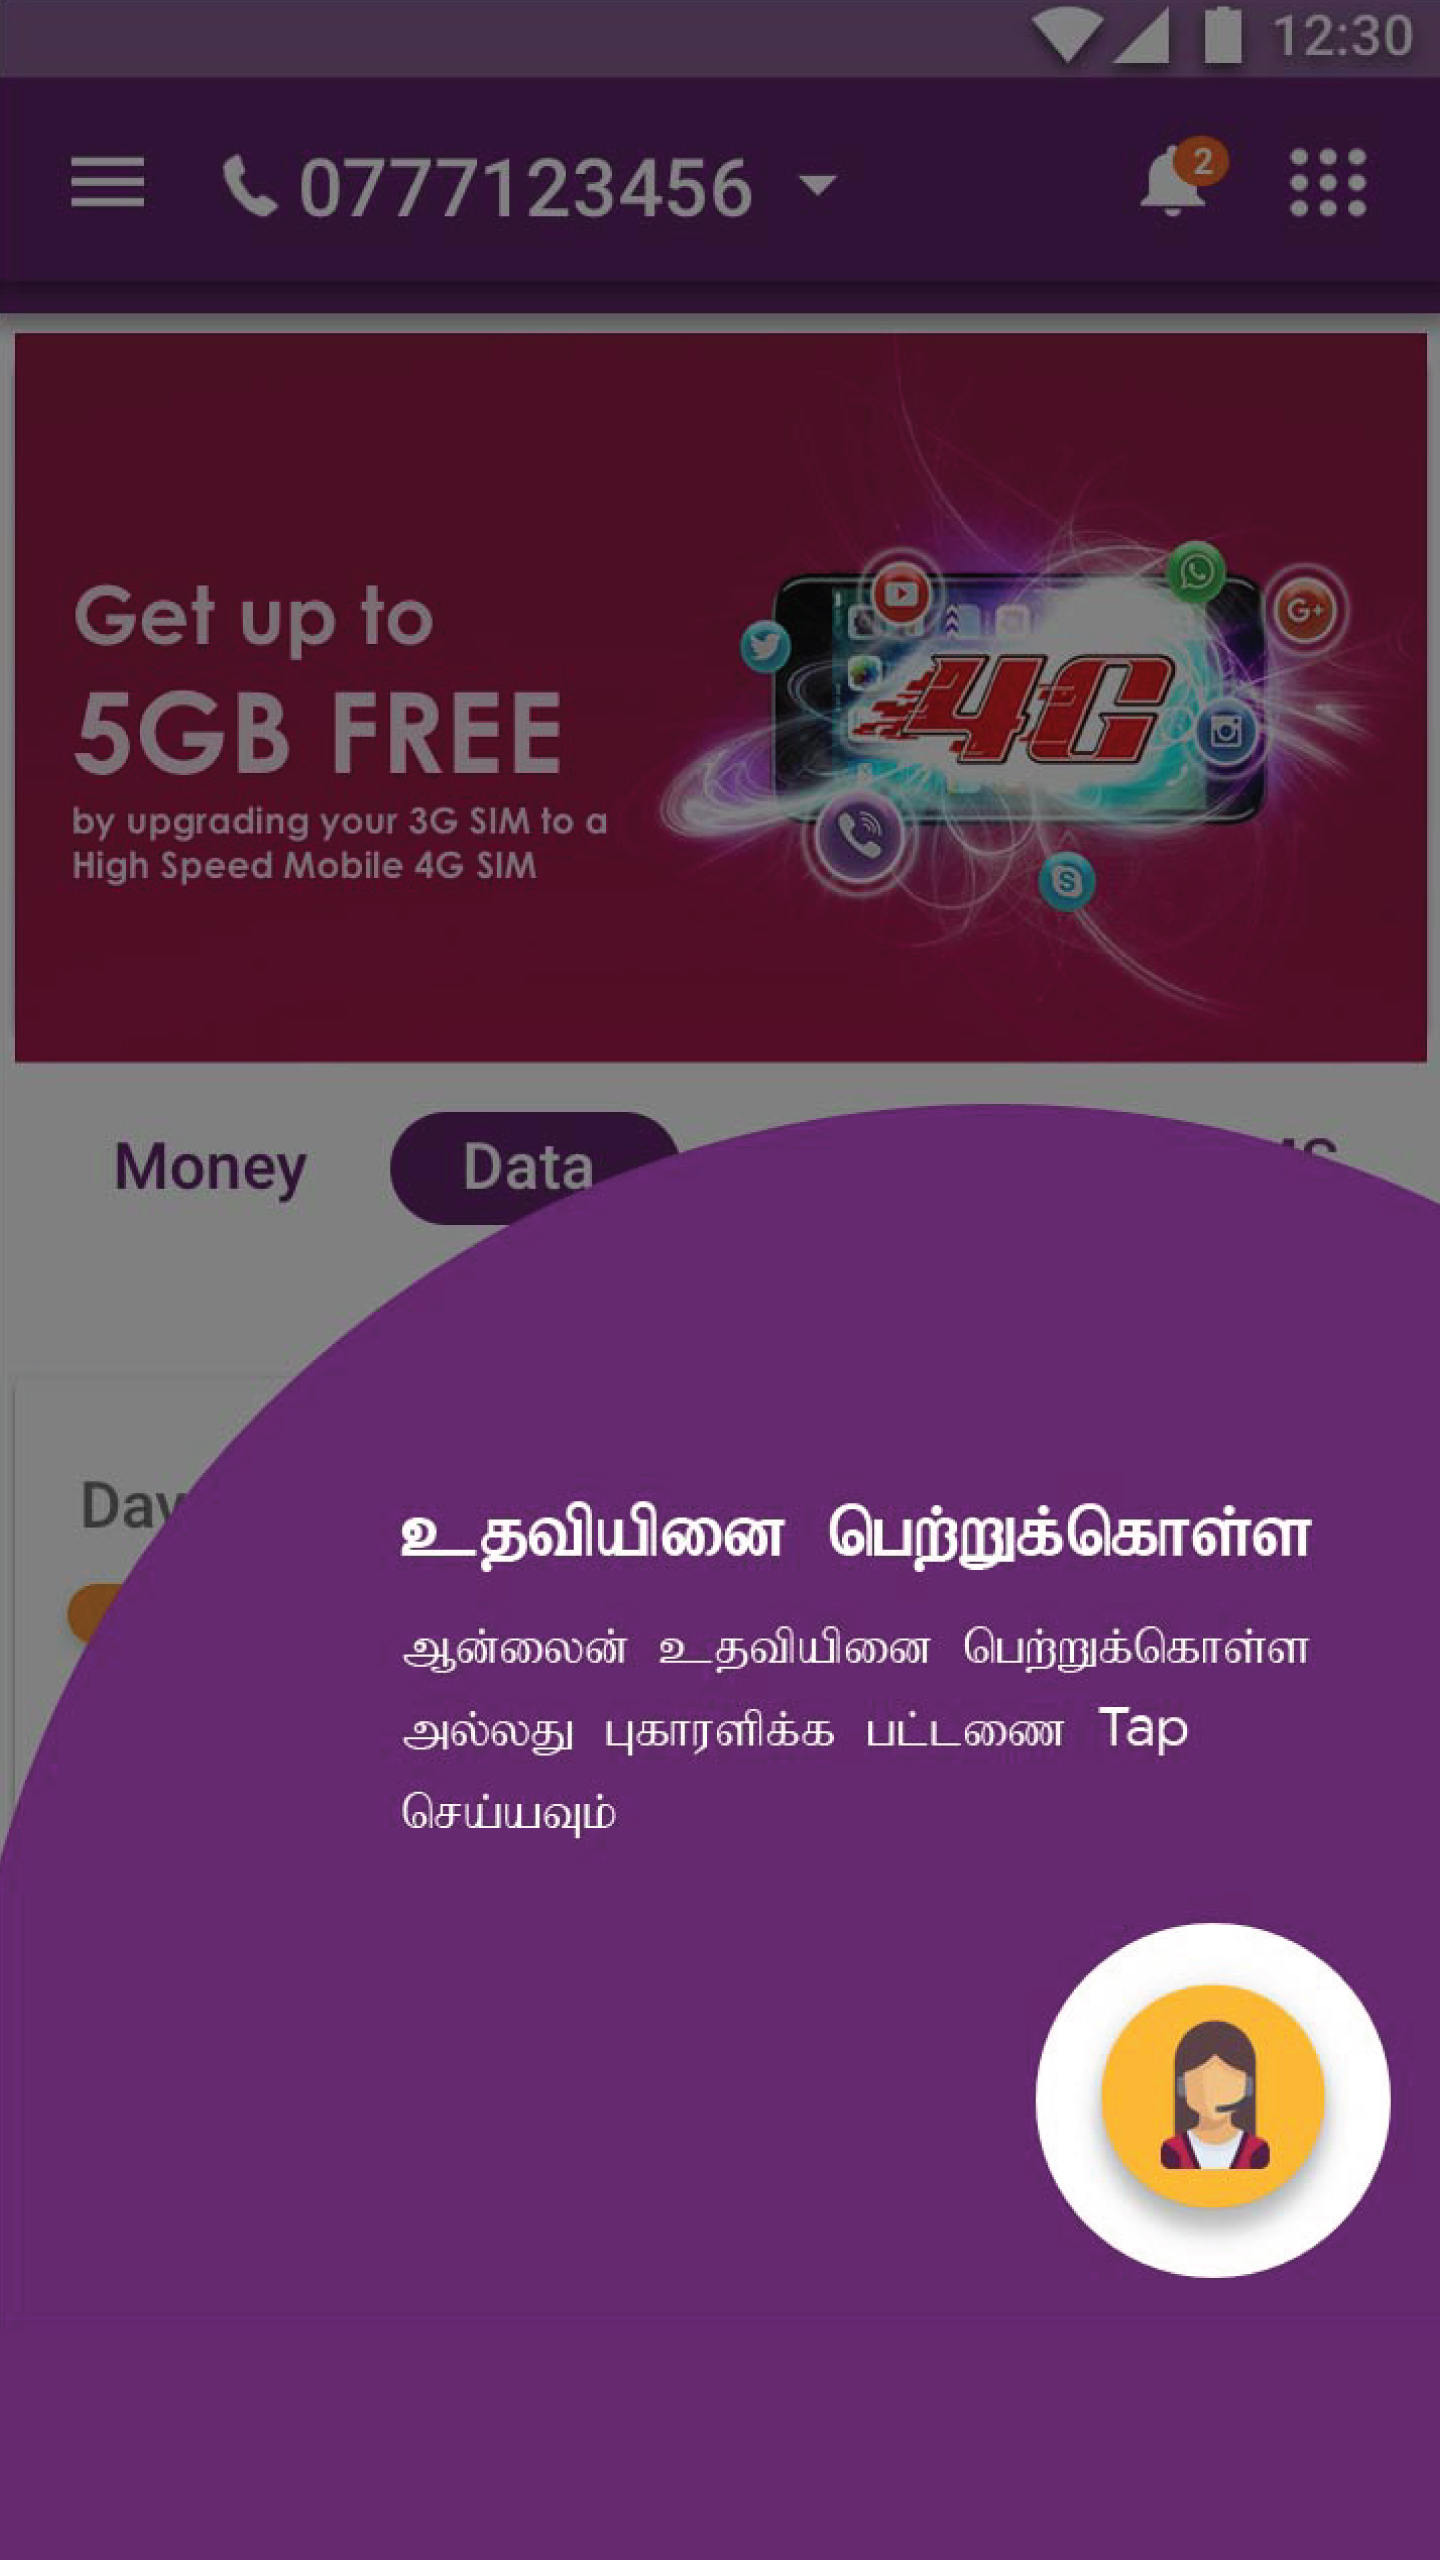 12:30
0777123456
2
Get up to
5GB FREE
by upgrading your 3G SIM to a
High Speed Mobile 4G SIM
4G
G+
Money Data
உதவியினை பெற்றுக்கொள்ள
ஆன்லைன் உதவியினை பெற்றுக்கொள்ள
அல்லது புகாரளிக்க பட்டணை Tap
செய்யவும்